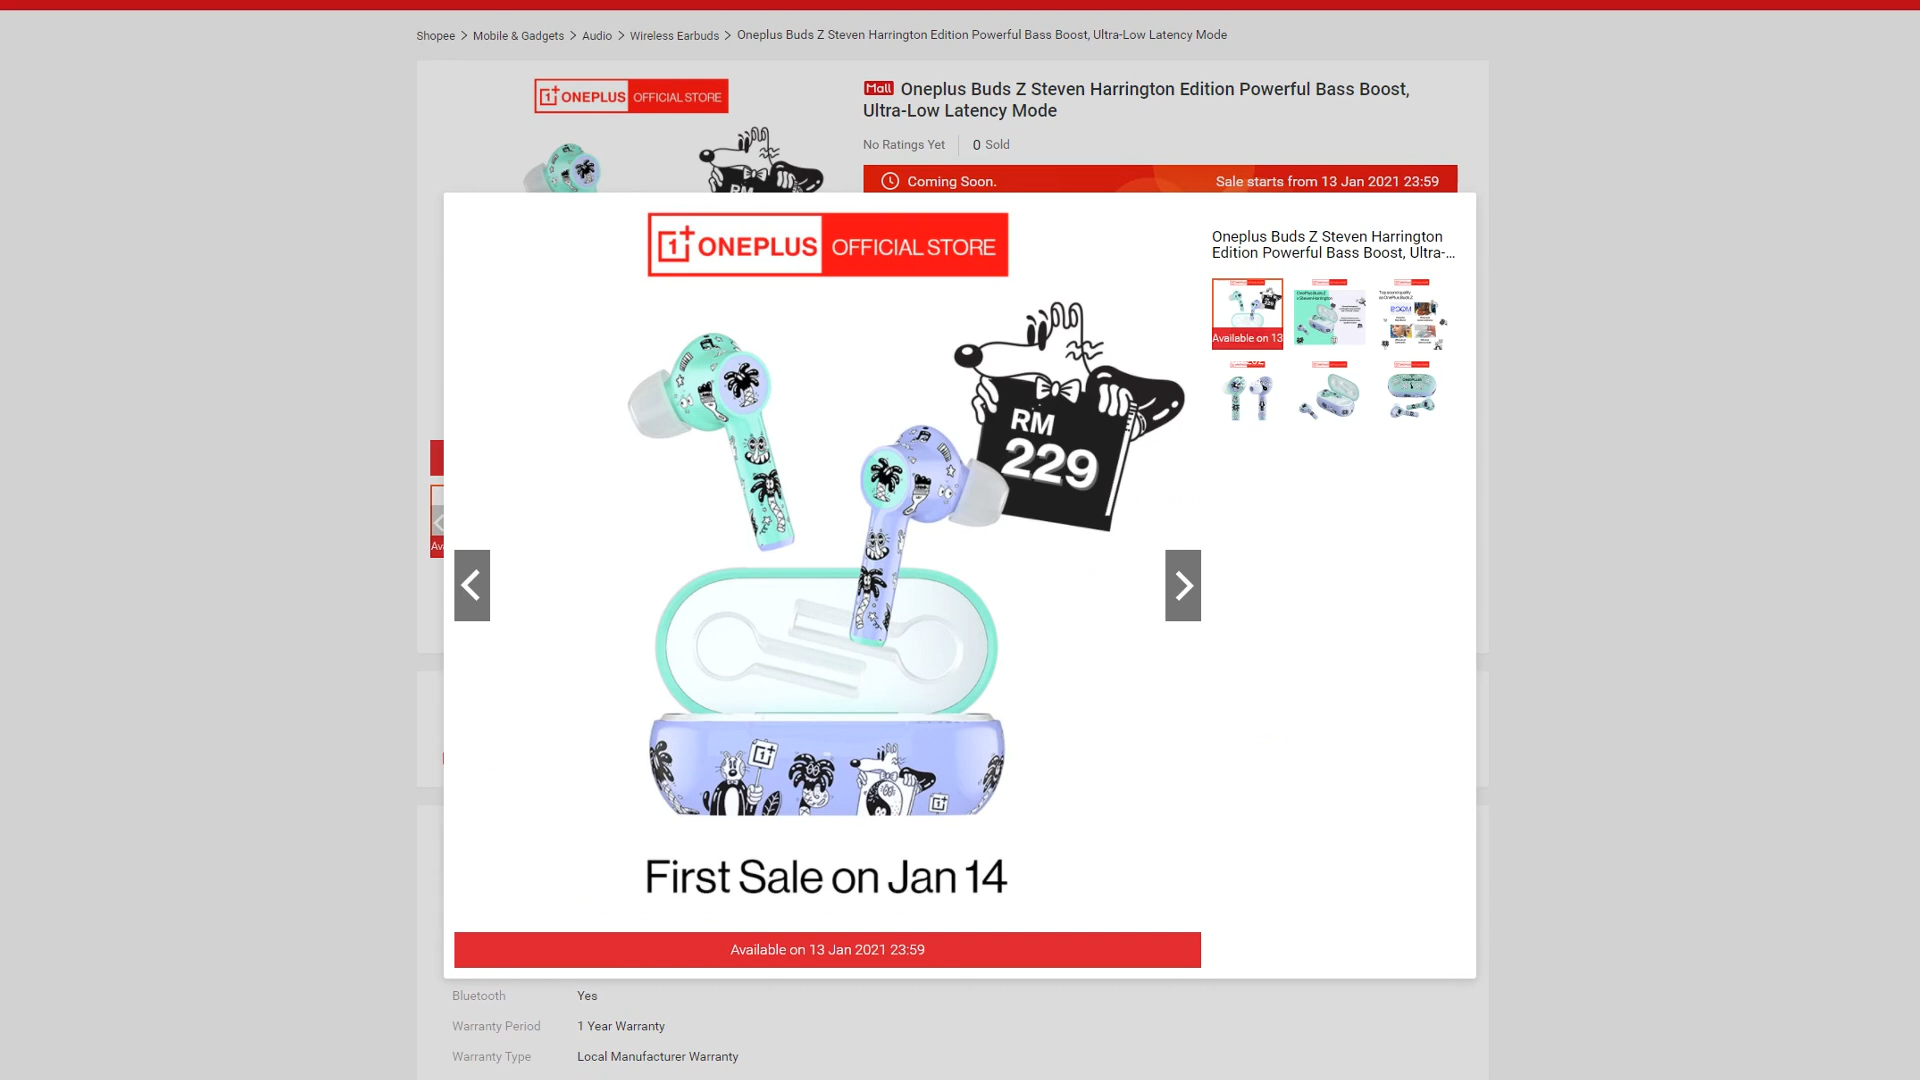 Shopee > Mobile & Gadgets > Audio > Wireless Earbuds > Oneplus Buds Z Steven Harrington Edition Powerful Bass Boost, Ultra-Low Latency Mode
ONEPLUS OFFICIAL STORE
Mall Oneplus Buds Z Steven Harrington Edition Powerful Bass Boost,
Ultra-Low Latency Mode
No Ratings Yet 0 Sold
RM
Coming Soon. Sale starts from 13 Jan 2021 23:59
ONEPLUS OFFICIAL STORE
RM
229
First Sale on Jan 14
Available on 13 Jan 2021 23:59
Oneplus Buds Z Steven Harrington
Edition Powerful Bass Boost, Ultra-...
Available on 13
Bluetooth Yes
Warranty Period 1 Year Warranty
Warranty Type Local Manufacturer Warranty